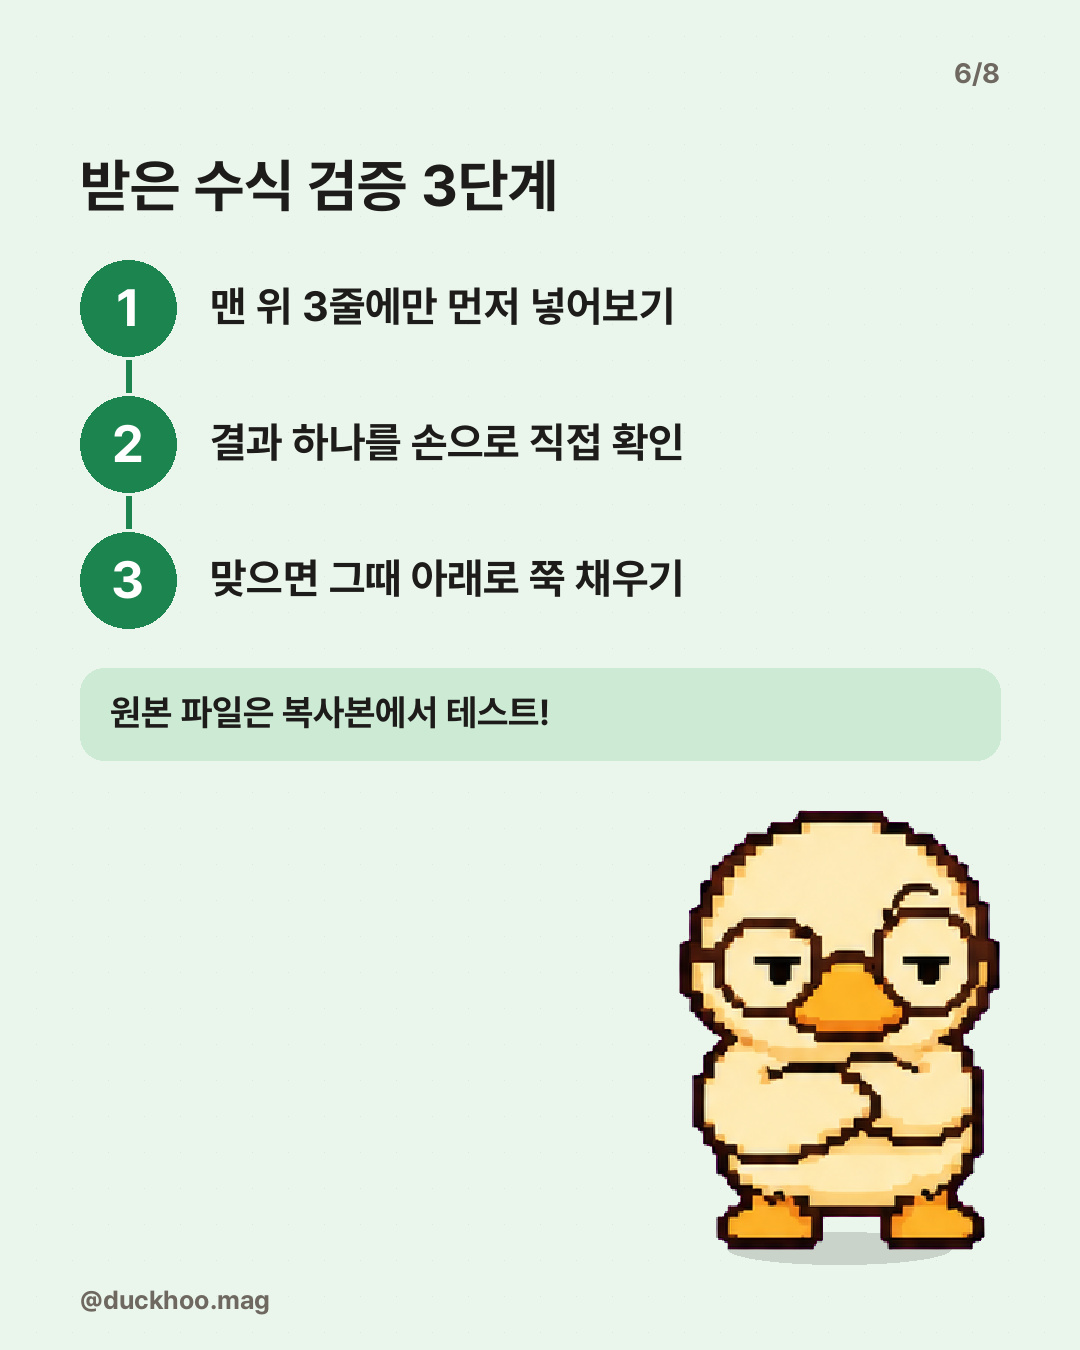 6/8
받은 수식 검증 3단계
1 맨 위 3줄에만 먼저 넣어보기
2 결과 하나를 손으로 직접 확인
3 맞으면 그때 아래로 쭉 채우기
원본 파일은 복사본에서 테스트!
@duckhoo.mag